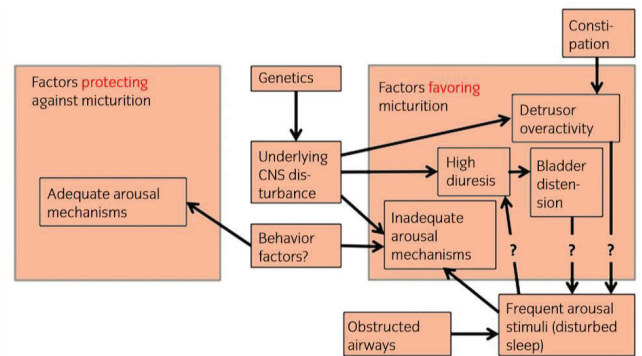 Consti-
pation
Factors protecting
against micturition
Genetics
Factors favoring
micturition
Detrusor
overactivity
Underlying
CNS dis-
turbance
High
diuresis
Bladder
disten-
sion
Adequate arousal
mechanisms
Inadequate
arousal
mechanisms
Behavior
factors?
?
?
?
Frequent arousal
stimuli (disturbed
sleep)
Obstructed
airways